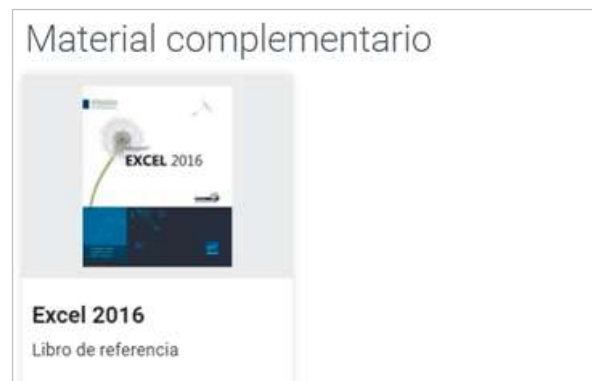 Material complementario
EXCEL 2016
Excel 2016
Libro de referencia